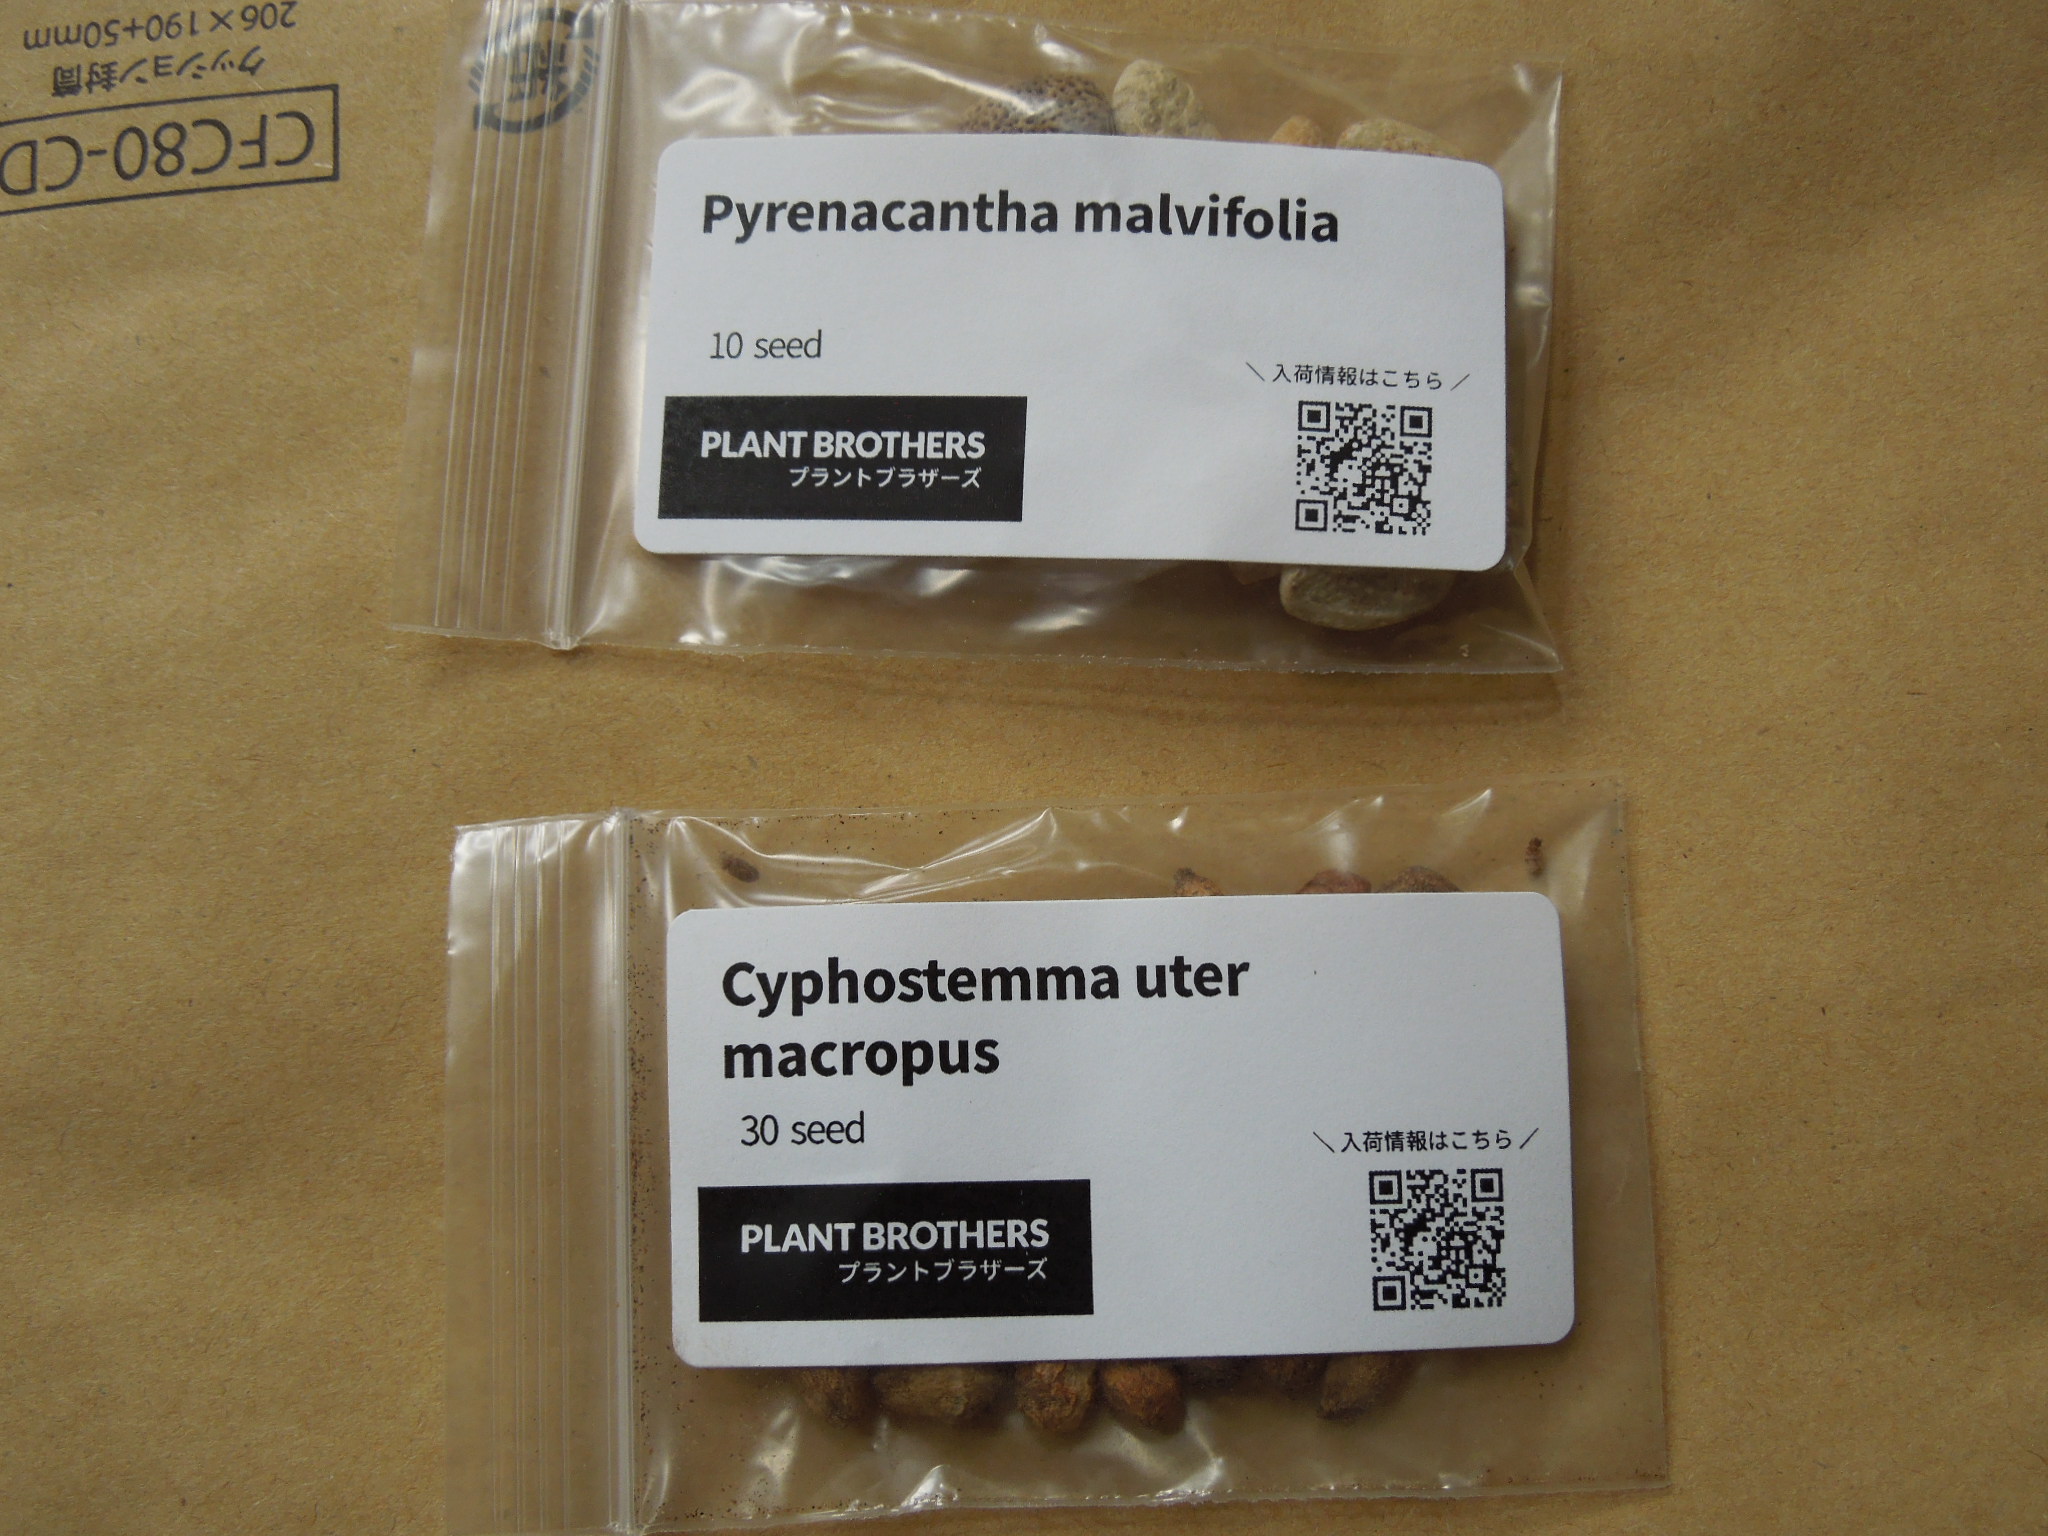 206×190+50mm
クッション封筒
CFC80-CD
紙
Pyrenacantha malvifolia
10 seed
\ 入荷情報はこちら /
PLANT BROTHERS
プラントブラザーズ
Cyphostemma uter
macropus
30 seed
\ 入荷情報はこちら /
PLANT BROTHERS
プラントブラザーズ